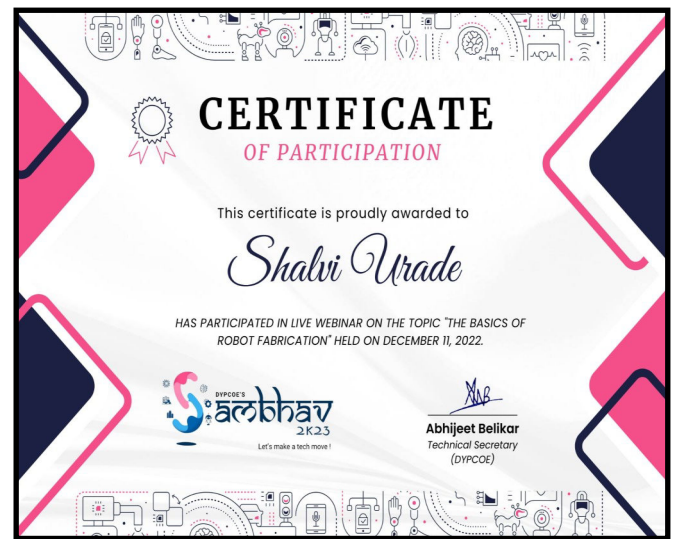 CERTIFICATE
OF PARTICIPATION
This certificate is proudly awarded to
Shalvi Urade
HAS PARTICIPATED IN LIVE WEBINAR ON THE TOPIC "THE BASICS OF
ROBOT FABRICATION" HELD ON DECEMBER 11, 2022.
DYPCOE'S
Sambhav
2K23
Let's make a tech move !
Abhijeet Belikar
Technical Secretary
(DYPCOE)